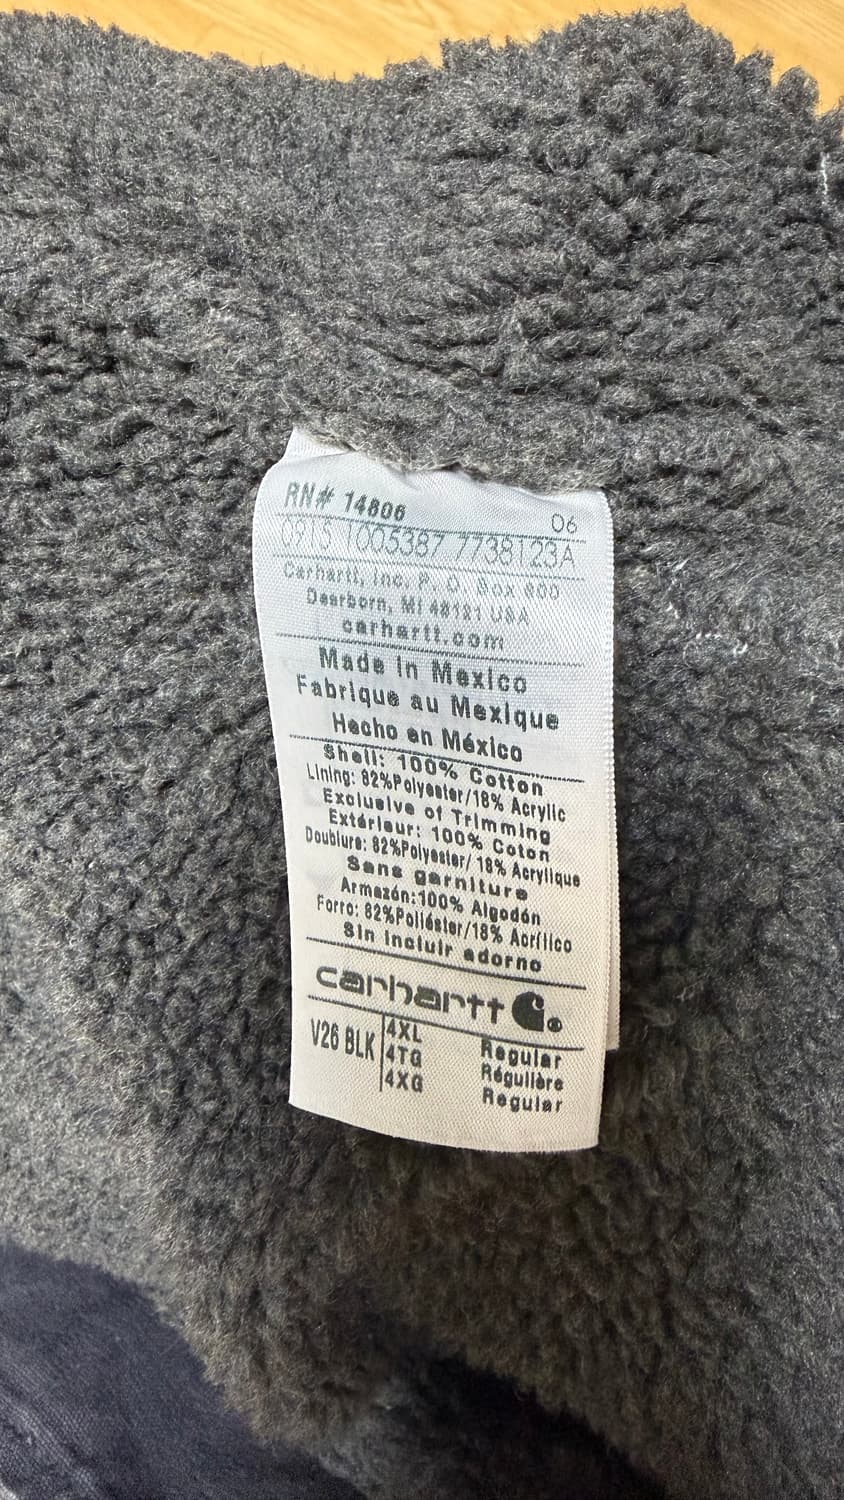 RN# 14806 06
0915 1005387 7738123A
Carhartt, Inc. P. O. Box 600
Dearborn, MI 48121 USA
carhartt.com
Made in Mexico
Fabrique au Mexique
Hecho en México
Shell: 100% Cotton
Lining: 82%Polyester/18% Acrylic
Exclusive of Trimming
Extérieur: 100% Coton
Doublure: 82%Polyester/ 18% Acrylique
Sans garniture
Armazón:100% Algodón
Forro: 82%Poliéster/18% Acrílico
Sin incluir adorno
carhartt ®
V26 BLK 4XL Regular
4TG Régulière
4XG Regular